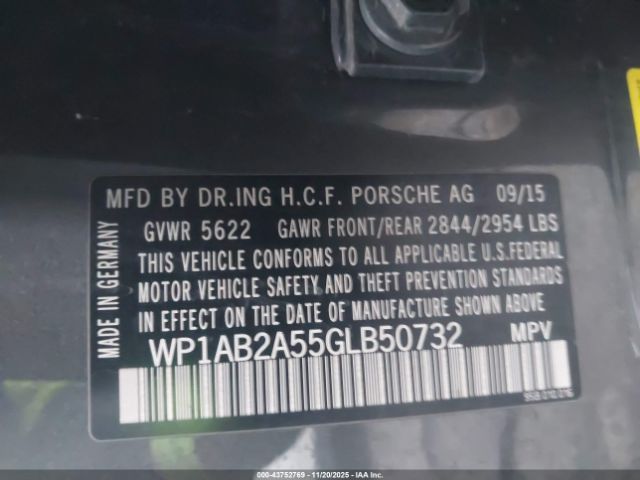 MFD BY DR.ING H.C.F. PORSCHE AG 09/15
GVWR 5622 GAWR FRONT/REAR 2844/2954 LBS
THIS VEHICLE CONFORMS TO ALL APPLICABLE U.S.FEDERAL
MOTOR VEHICLE SAFETY AND THEFT PREVENTION STANDARDS
IN EFFECT ON THE DATE OF MANUFACTURE SHOWN ABOVE
WP1AB2A55GLB50732 MPV
MADE IN GERMANY
000-43752769 - 11/20/2025 - IAAI.CA